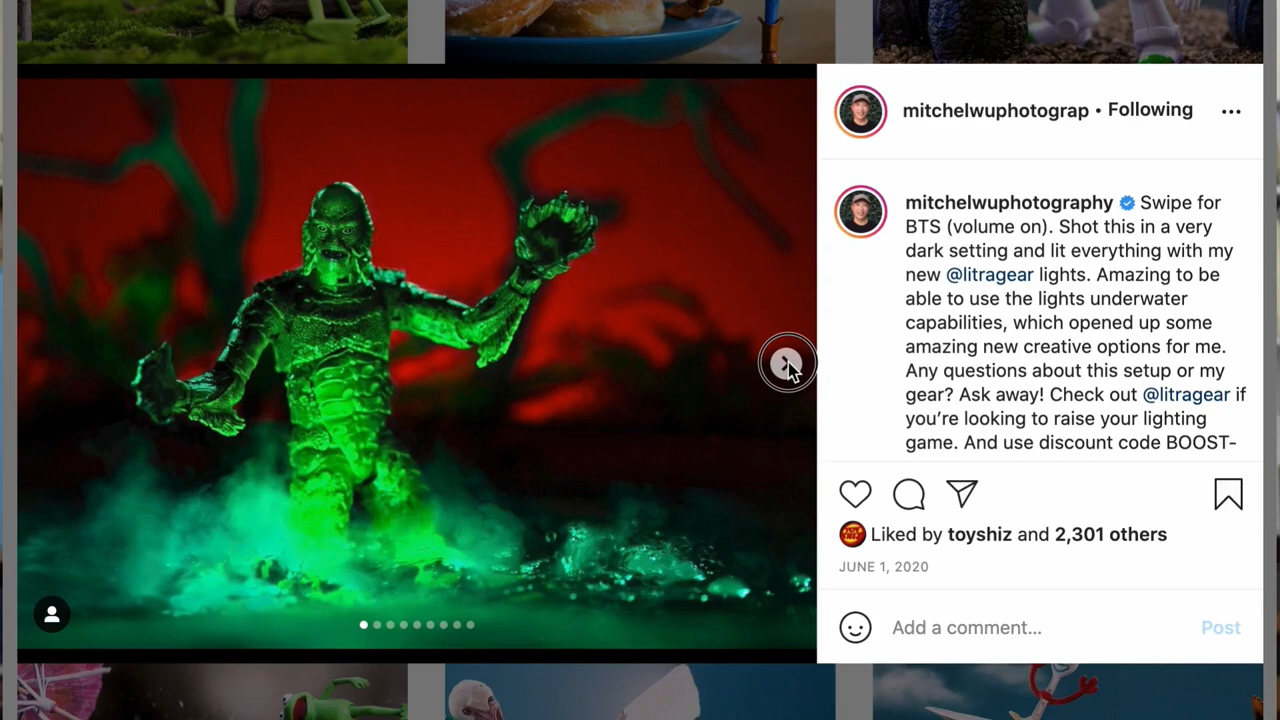 mitchelwuphotograp • Following
mitchelwuphotography Swipe for
BTS (volume on). Shot this in a very
dark setting and lit everything with my
new @litragear lights. Amazing to be
able to use the lights underwater
capabilities, which opened up some
amazing new creative options for me.
Any questions about this setup or my
gear? Ask away! Check out @litragear if
you’re looking to raise your lighting
game. And use discount code BOOST-
Liked by toyshiz and 2,301 others
JUNE 1, 2020
Add a comment...
Post